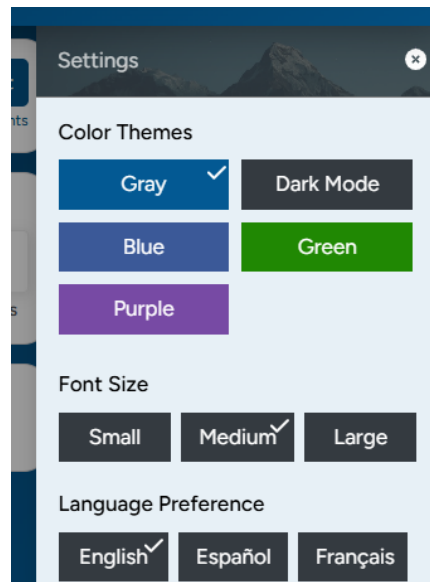 Settings
nts
Color Themes
Gray
Dark Mode
Blue
Green
s
Purple
Font Size
Small
Medium
Large
Language Preference
English
Español
Français